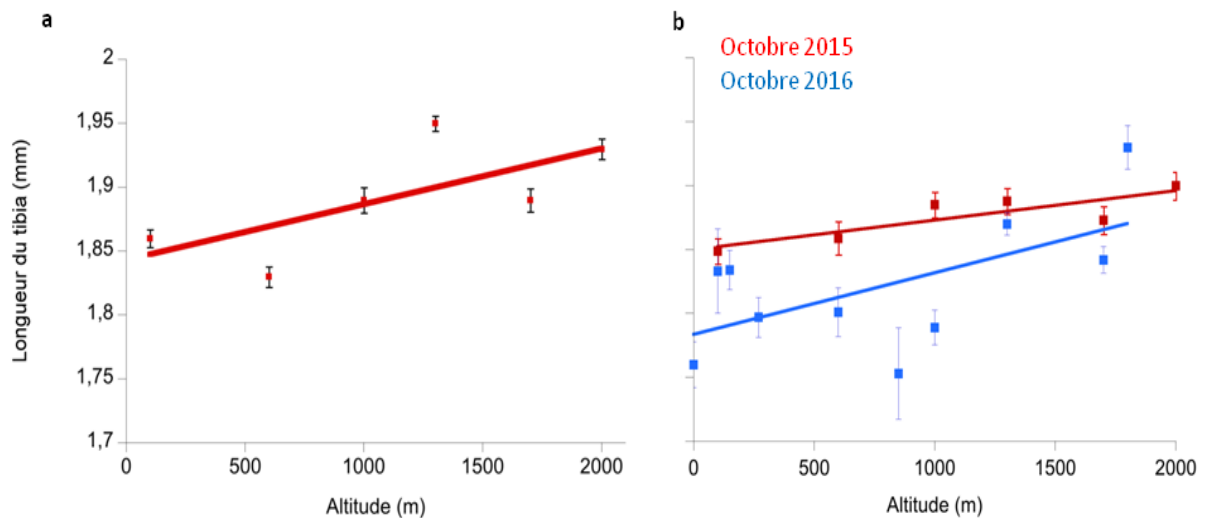 a
Longueur du tibia (mm)
2
1,95
1,9
1,85
1,8
1,75
1,7
0 500 1000 1500 2000
Altitude (m)
b
Octobre 2015
Octobre 2016
0 500 1000 1500 2000
Altitude (m)